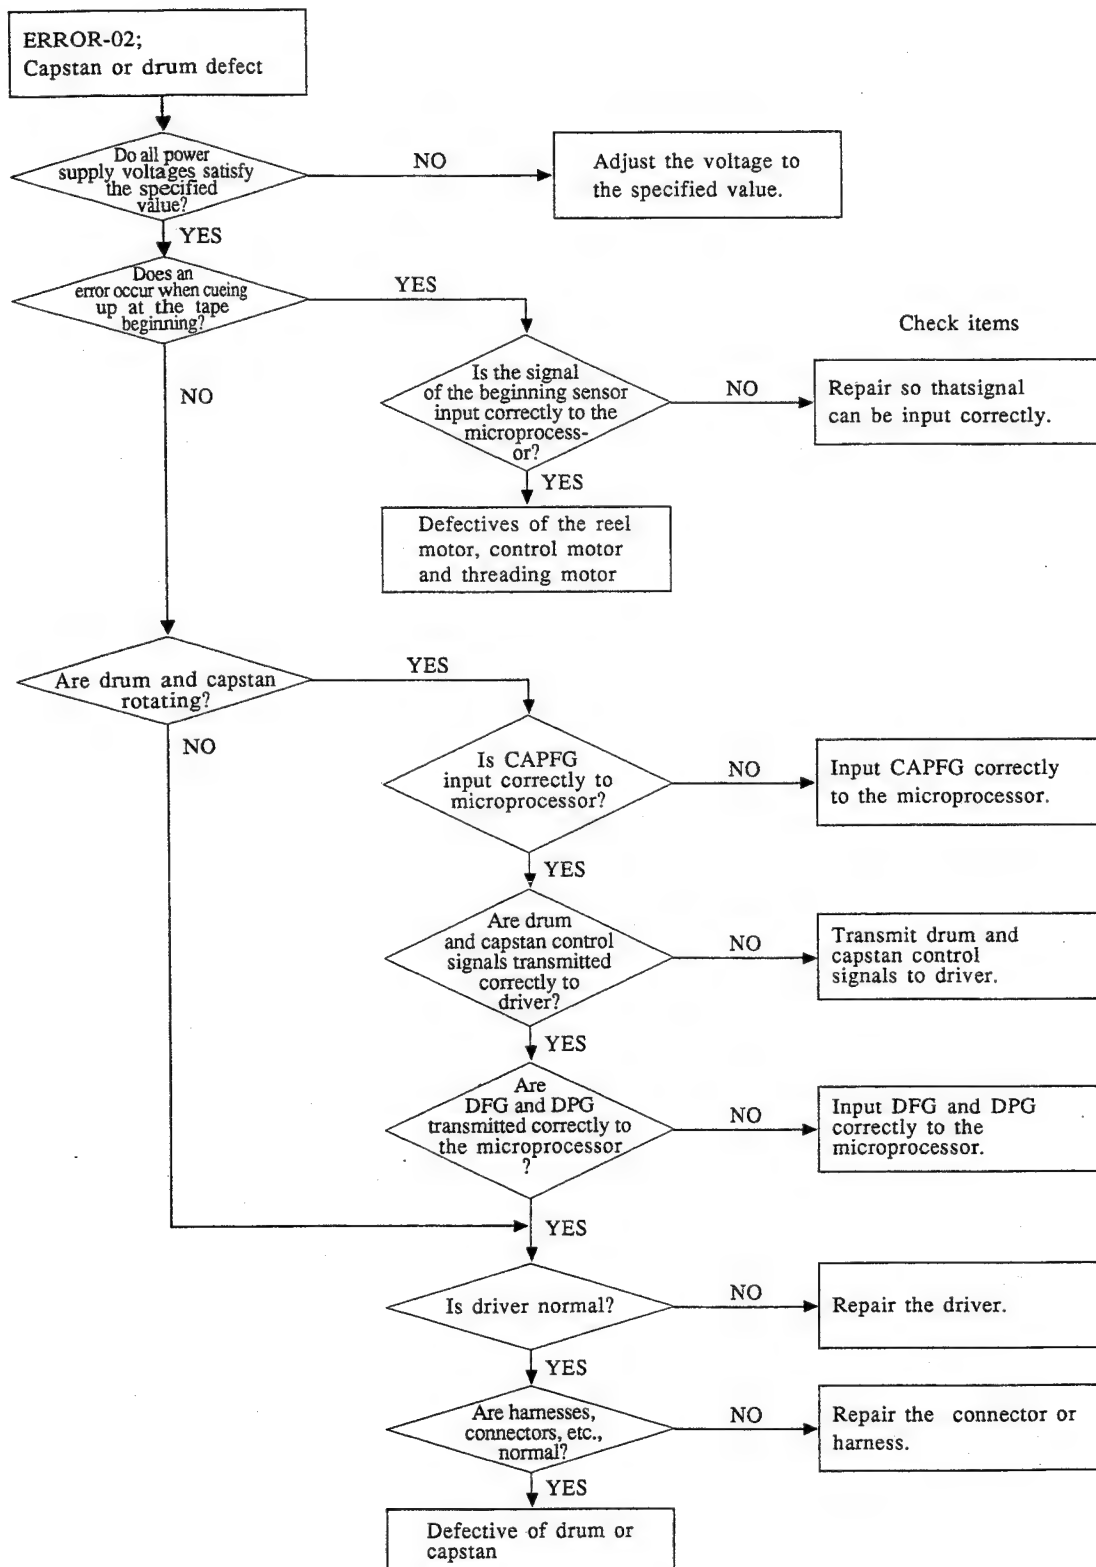 ERROR-02;
Capstan or drum defect
Do all power
supply voltages satisfy
the specified
value?
NO
Adjust the voltage to
the specified value.
YES
Does an
error occur when cueing
up at the tape
beginning?
YES
NO
Check items
Is the signal
of the beginning sensor
input correctly to the
microprocess-
or?
NO
Repair so thatsignal
can be input correctly.
YES
Defectives of the reel
motor, control motor
and threading motor
Are drum and capstan
rotating?
YES
NO
Is CAPFG
input correctly to
microprocessor?
NO
Input CAPFG correctly
to the microprocessor.
YES
Are drum
and capstan control
signals transmitted
correctly to
driver?
NO
Transmit drum and
capstan control
signals to driver.
YES
Are
DFG and DPG
transmitted correctly to
the microprocessor
?
NO
Input DFG and DPG
correctly to the
microprocessor.
YES
Is driver normal?
NO
Repair the driver.
YES
Are harnesses,
connectors, etc.,
normal?
NO
Repair the connector or
harness.
YES
Defective of drum or
capstan